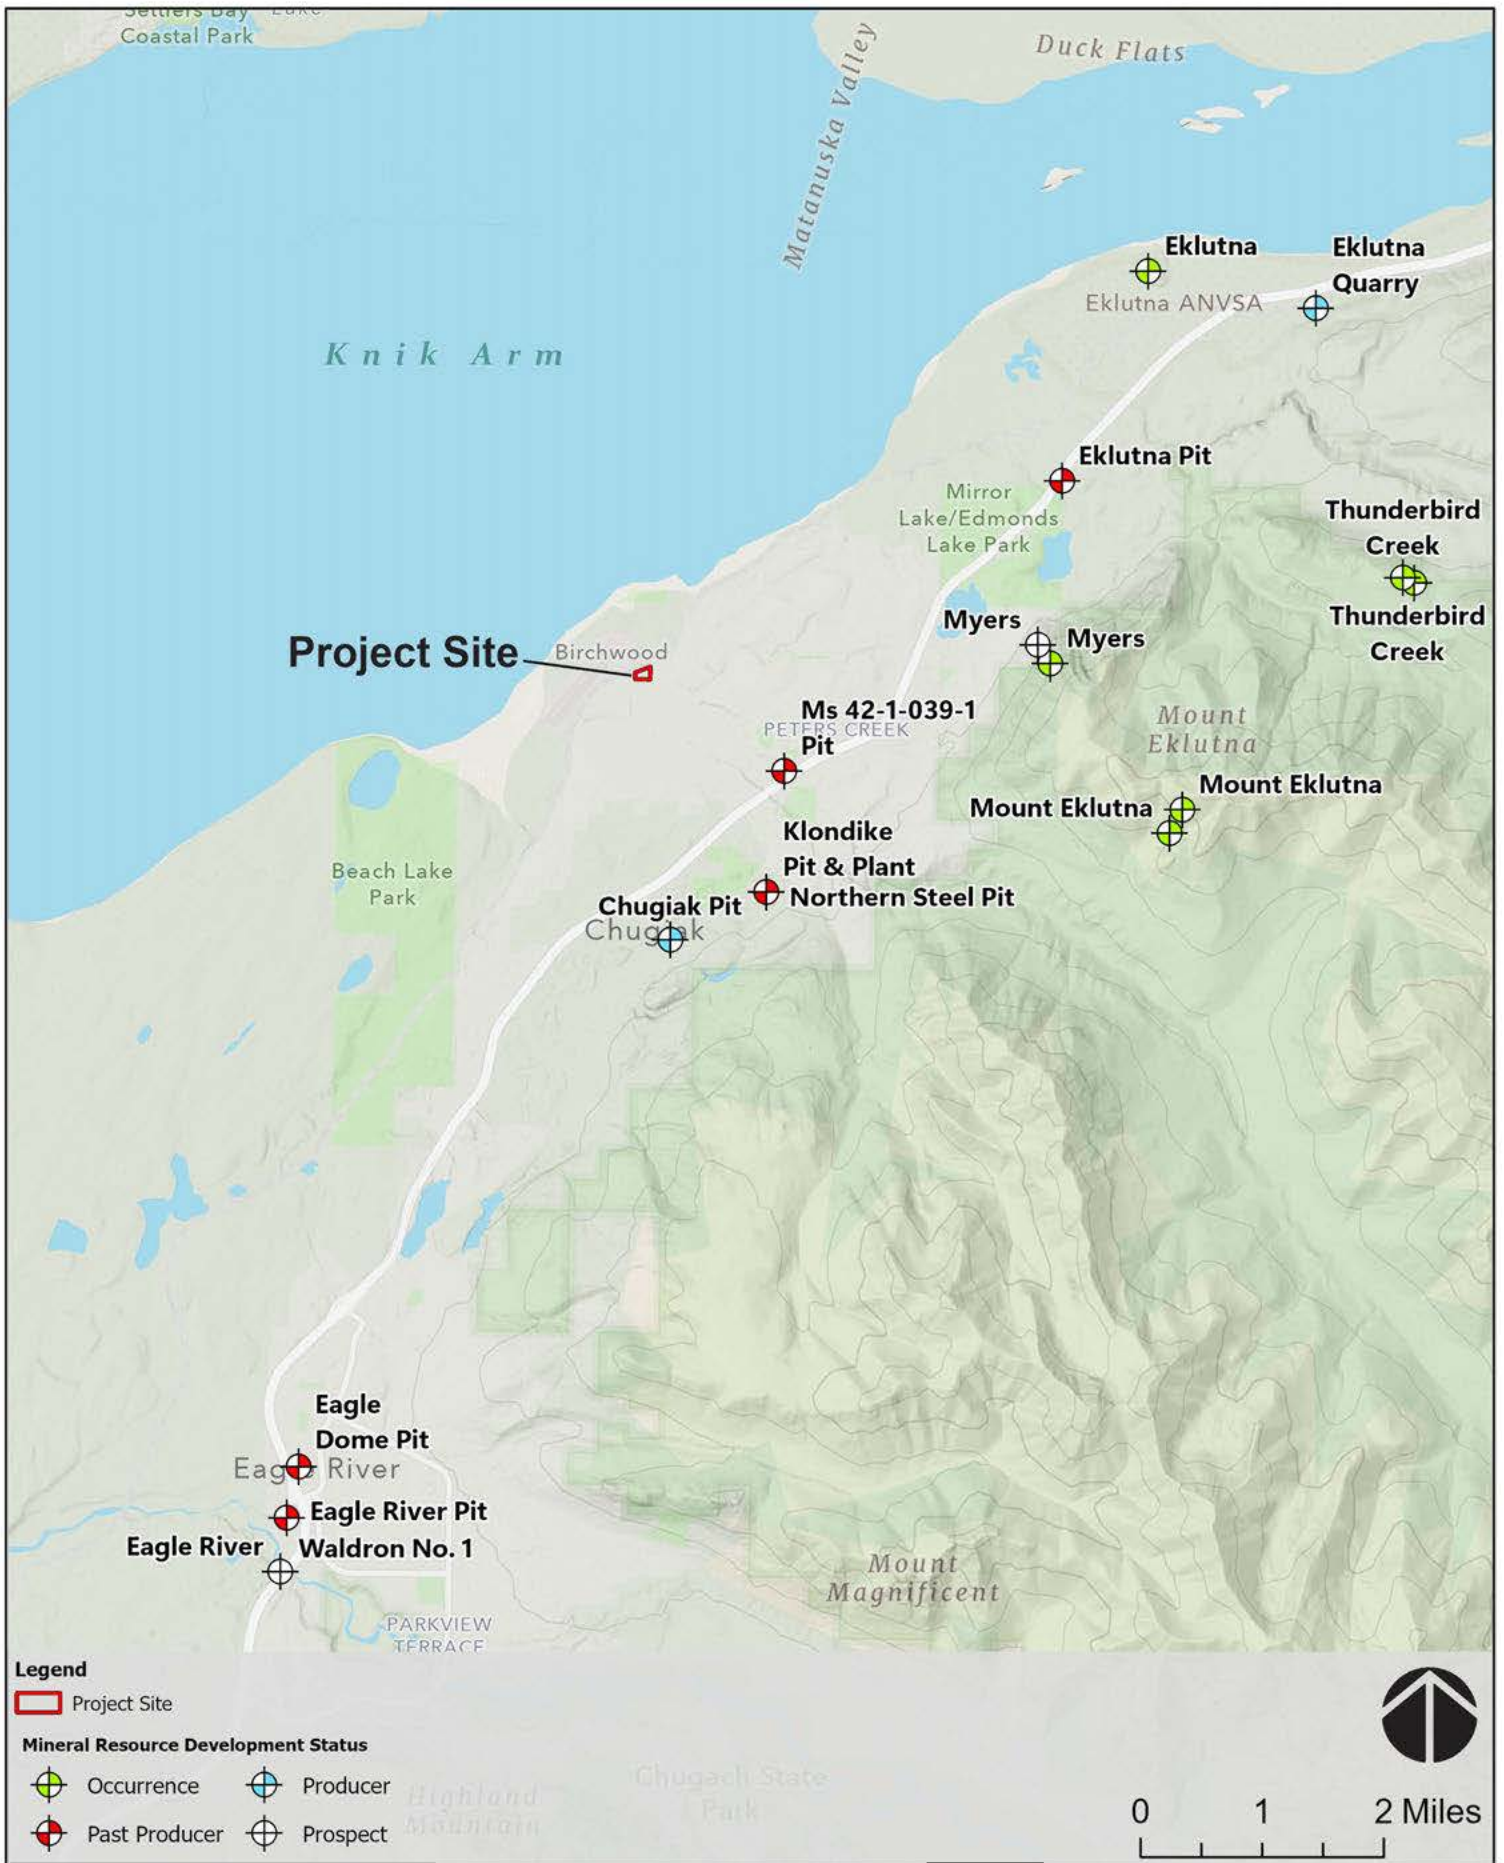 Settlers Bay
Coastal Park
Lake
Matanuska Valley
Duck Flats
Eklutna
Eklutna
Quarry
Eklutna ANVSA
Knik Arm
Eklutna Pit
Mirror
Lake/Edmonds
Lake Park
Thunderbird
Creek
Thunderbird
Creek
Myers
Myers
Project Site
Birchwood
Ms 42-1-039-1
Pit
PETERS CREEK
Mount
Eklutna
Mount Eklutna
Mount Eklutna
Klondike
Pit & Plant
Northern Steel Pit
Beach Lake
Park
Chugiak Pit
Chugiak
Eagle
Dome Pit
Eagle River
Eagle River Pit
Eagle River
Waldron No. 1
Mount
Magnificent
PARKVIEW
TERRACE
Legend
Project Site
Mineral Resource Development Status
Occurrence
Producer
Past Producer
Prospect
Highland
Mountain
Chugach State
Park
0 1 2 Miles